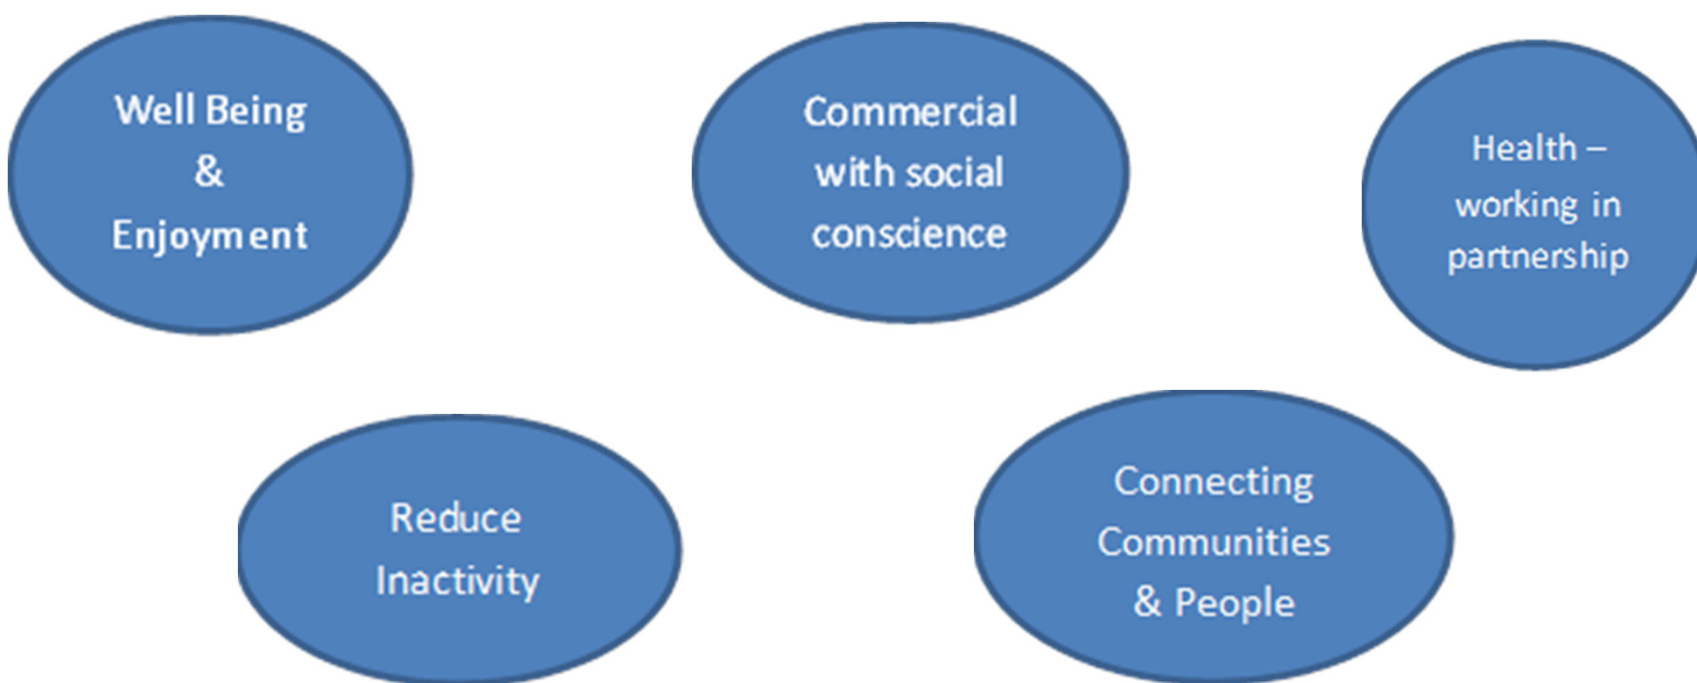 Well Being
&
Enjoyment
Commercial
with social
conscience
Health –
working in
partnership
Reduce
Inactivity
Connecting
Communities
& People